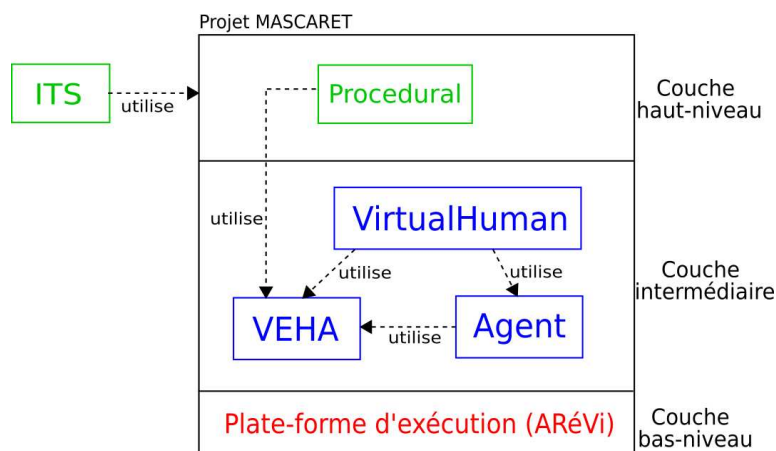 Projet MASCARET
ITS
utilise
Procedural
Couche
haut-niveau
utilise
VirtualHuman
utilise
utilise
Couche
intermédiaire
VEHA
utilise
Agent
Plate-forme d'exécution (ARéVi)
Couche
bas-niveau